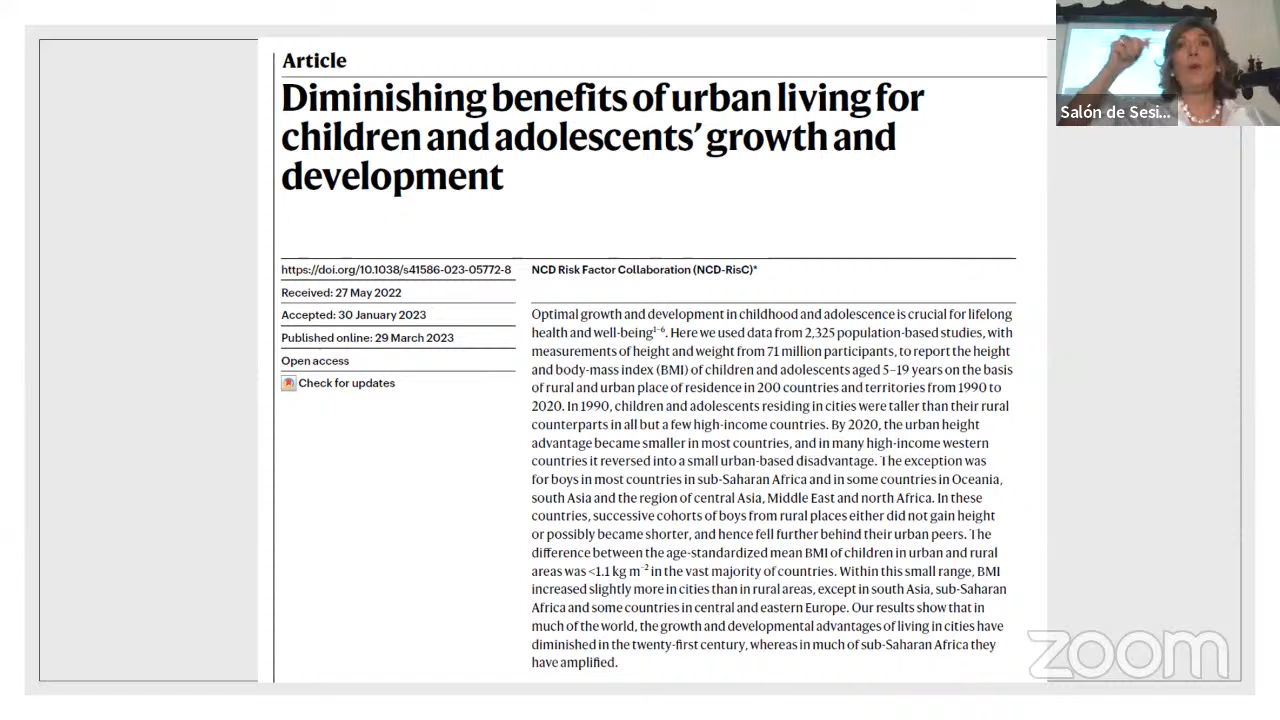 Article
Diminishing benefits of urban living for
children and adolescents’ growth and
development
https://doi.org/10.1038/s41586-023-05772-8
Received: 27 May 2022
Accepted: 30 January 2023
Published online: 29 March 2023
Open access
Check for updates
NCD Risk Factor Collaboration (NCD-RisC)*
Optimal growth and development in childhood and adolescence is crucial for lifelong
health and well-being1–6. Here we used data from 2,325 population-based studies, with
measurements of height and weight from 71 million participants, to report the height
and body-mass index (BMI) of children and adolescents aged 5–19 years on the basis
of rural and urban place of residence in 200 countries and territories from 1990 to
2020. In 1990, children and adolescents residing in cities were taller than their rural
counterparts in all but a few high-income countries. By 2020, the urban height
advantage became smaller in most countries, and in many high-income western
countries it reversed into a small urban-based disadvantage. The exception was
for boys in most countries in sub-Saharan Africa and in some countries in Oceania,
south Asia and the region of central Asia, Middle East and north Africa. In these
countries, successive cohorts of boys from rural places either did not gain height
or possibly became shorter, and hence fell further behind their urban peers. The
difference between the age-standardized mean BMI of children in urban and rural
areas was <1.1 kg m−2 in the vast majority of countries. Within this small range, BMI
increased slightly more in cities than in rural areas, except in south Asia, sub-Saharan
Africa and some countries in central and eastern Europe. Our results show that in
much of the world, the growth and developmental advantages of living in cities have
diminished in the twenty-first century, whereas in much of sub-Saharan Africa they
have amplified.
Salón de Sesi...
zoom